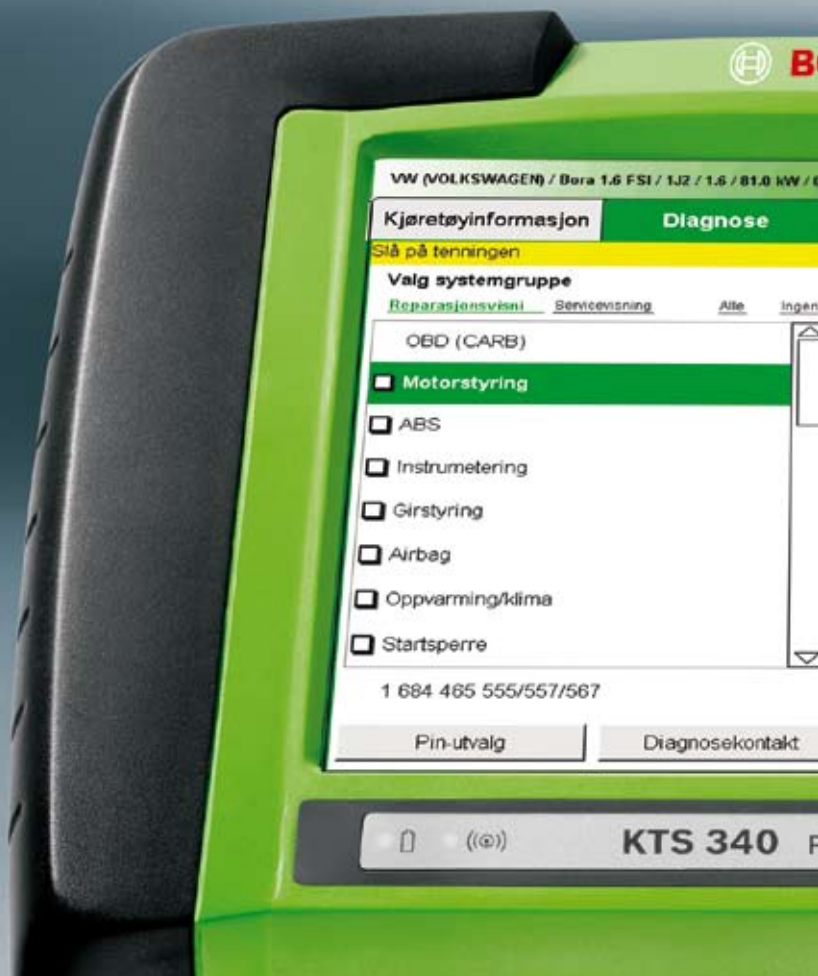 VW (VOLKSWAGEN) / Bora 1.6 FSI / 1J2 / 1.6 / 81.0 kW /
Kjøretøyinformasjon Diagnose
Slå på tenningen
Valg systemgruppe
Reparasjonsvisni Servicevisning Alle Ingen
OBD (CARB)
Motorstyring
ABS
Instrumetering
Girstyring
Airbag
Oppvarming/klima
Startsperre
1 684 465 555/557/567
Pin-utvalg Diagnosekontakt
KTS 340